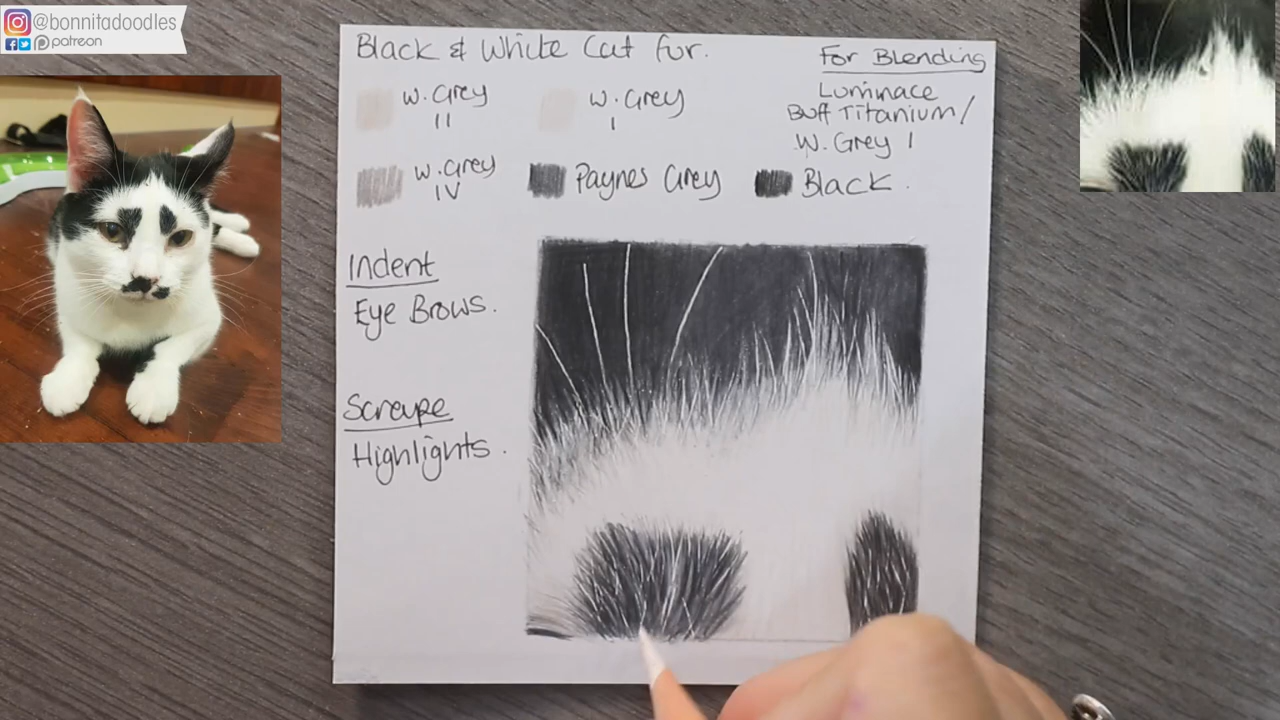 @bonnitadoodles
patreon
Black & White Cat fur.
W. Grey
II
W. Grey
I
W. Grey
IV
Paynes Grey
Black.
For Blending
Luminace
Buff Titanium/
W. Grey I
Indent
Eye Brows.
Scrape
Highlights.